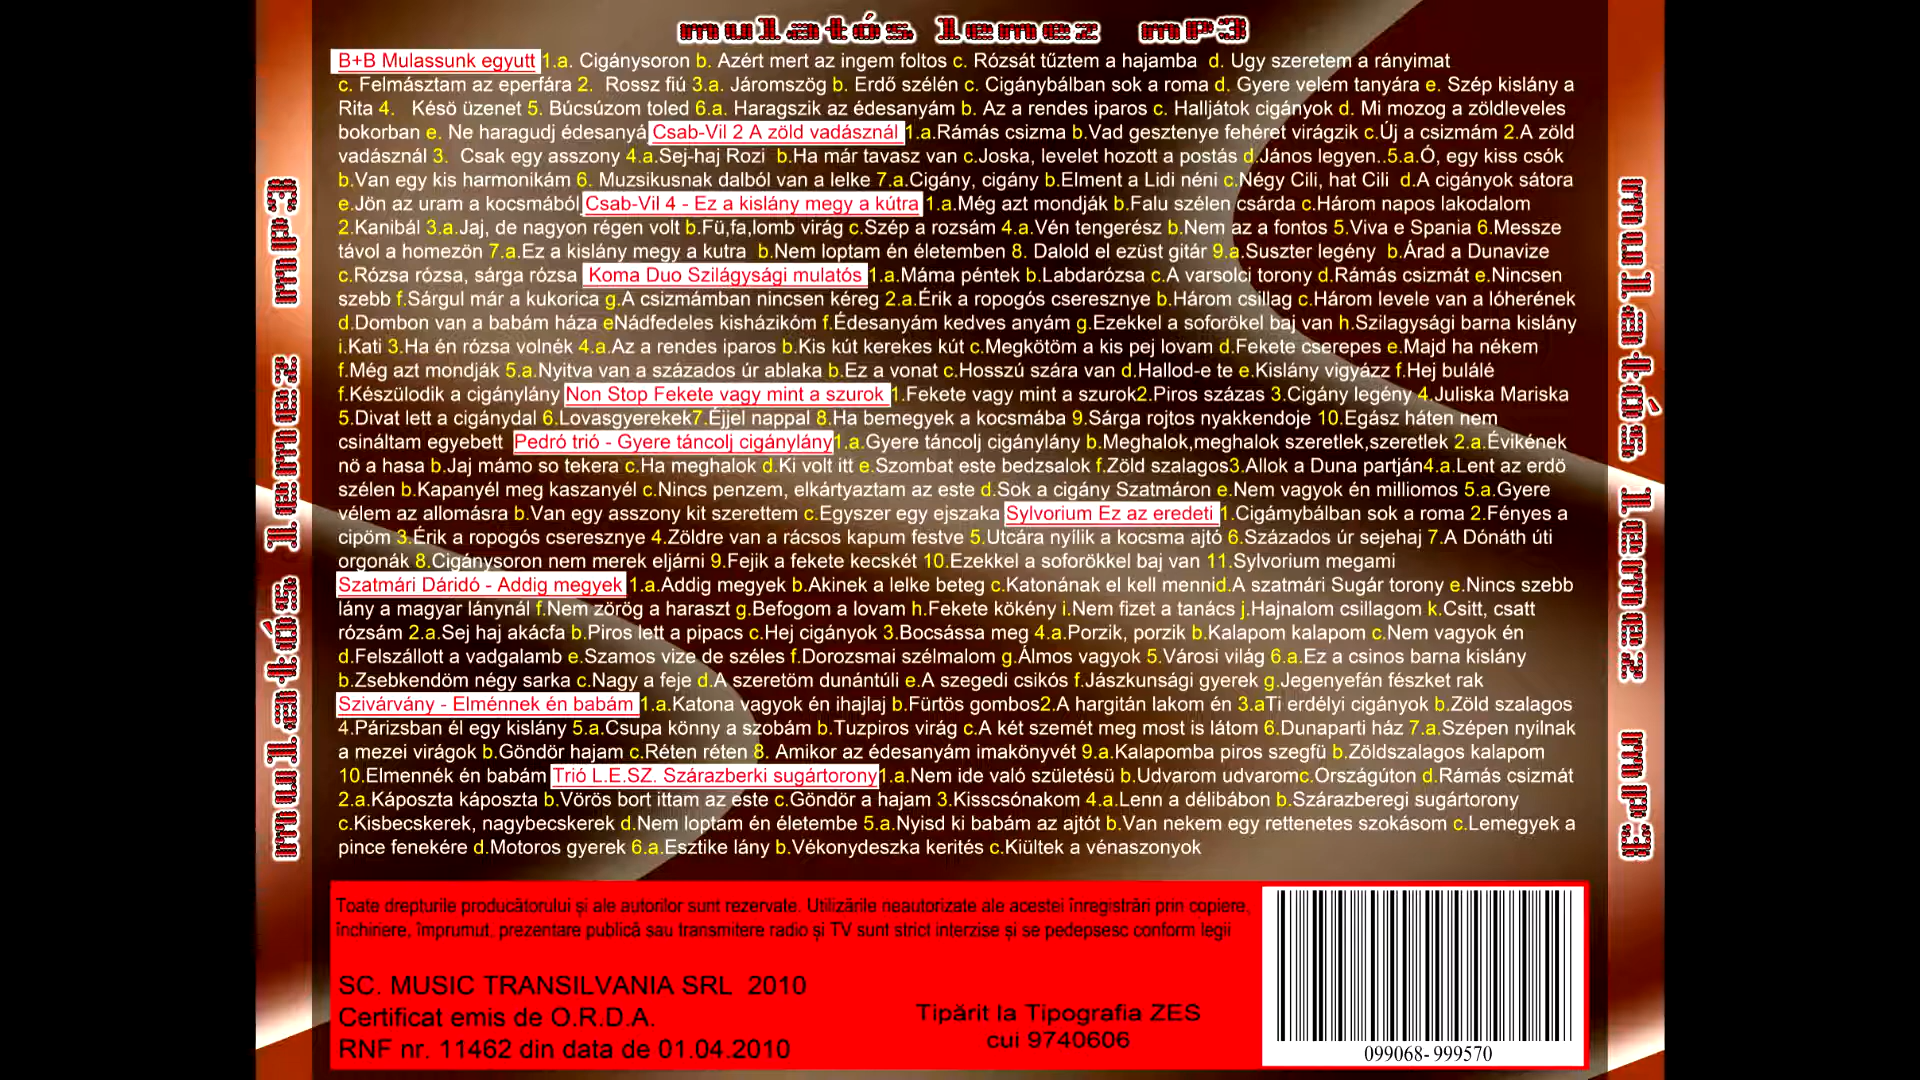 mulatós lemez mp3
B+B Mulassunk egyutt 1.a. Cigánysoron b. Azért mert az ingem foltos c. Rózsát tűztem a hajamba d. Ugy szeretem a rányimat
c. Felmásztam az eperfára 2. Rossz fiú 3.a. Járomszög b. Erdő szélén c. Cigánybálban sok a roma d. Gyere velem tanyára e. Szép kislány a
Rita 4. Késö üzenet 5. Búcsúzom toled 6.a. Haragszik az édesanyám b. Az a rendes iparos c. Halljátok cigányok d. Mi mozog a zöldleveles
bokorban e. Ne haragudj édesanyá Csab-Vil 2 A zöld vadásznál 1.a.Rámás csizma b.Vad gesztenye fehéret virágzik c.Új a csizmám 2.A zöld
vadásznál 3. Csak egy asszony 4.a.Sej-haj Rozi b.Ha már tavasz van c.Joska, levelet hozott a postás d.János legyen..5.a.Ó, egy kiss csók
b.Van egy kis harmonikám 6. Muzsikusnak dalból van a lelke 7.a.Cigány, cigány b.Elment a Lidi néni c.Négy Cili, hat Cili d.A cigányok sátora
e.Jön az uram a kocsmából Csab-Vil 4 - Ez a kislány megy a kútra 1.a.Még azt mondják b.Falu szélen csárda c.Három napos lakodalom
2.Kanibál 3.a.Jaj, de nagyon régen volt b.Fü,fa,lomb virág c.Szép a rozsám 4.a.Vén tengerész b.Nem az a fontos 5.Viva e Spania 6.Messze
távol a homezön 7.a.Ez a kislány megy a kutra b.Nem loptam én életemben 8. Dalold el ezüst gitár 9.a.Suszter legény b.Árad a Dunavize
c.Rózsa rózsa, sárga rózsa Koma Duo Szilágysági mulatós 1.a.Máma péntek b.Labdarózsa c.A varsolci torony d.Rámás csizmát e.Nincsen
szebb f.Sárgul már a kukorica g.A csizmámban nincsen kéreg 2.a.Érik a ropogós cseresznye b.Három csillag c.Három levele van a lóherének
d.Dombon van a babám háza eNádfedeles kisházikóm f.Édesanyám kedves anyám g.Ezekkel a soforökel baj van h.Szilagysági barna kislány
i.Kati 3.Ha én rózsa volnék 4.a.Az a rendes iparos b.Kis kút kerekes kút c.Megkötöm a kis pej lovam d.Fekete cserepes e.Majd ha nékem
f.Még azt mondják 5.a.Nyitva van a százados úr ablaka b.Ez a vonat c.Hosszú szára van d.Hallod-e te e.Kislány vigyázz f.Hej bulálé
f.Készülodik a cigánylány Non Stop Fekete vagy mint a szurok 1.Fekete vagy mint a szurok2.Piros százas 3.Cigány legény 4.Juliska Mariska
5.Divat lett a cigánydal 6.Lovasgyerekek7.Éjjel nappal 8.Ha bemegyek a kocsmába 9.Sárga rojtos nyakkendoje 10.Egász háten nem
csináltam egyebett Pedró trió - Gyere táncolj cigánylány1.a.Gyere táncolj cigánylány b.Meghalok,meghalok szeretlek,szeretlek 2.a.Évikének
nö a hasa b.Jaj mámo so tekera c.Ha meghalok d.Ki volt itt e.Szombat este bedzsalok f.Zöld szalagos3.Allok a Duna partján4.a.Lent az erdö
szélen b.Kapanyél meg kaszanyél c.Nincs penzem, elkártyaztam az este d.Sok a cigány Szatmáron e.Nem vagyok én milliomos 5.a.Gyere
vélem az allomásra b.Van egy asszony kit szerettem c.Egyszer egy ejszaka Sylvorium Ez az eredeti 1.Cigámybálban sok a roma 2.Fényes a
cipöm 3.Érik a ropogós cseresznye 4.Zöldre van a rácsos kapum festve 5.Utcára nyílik a kocsma ajtó 6.Százados úr sejehaj 7.A Dónáth úti
orgonák 8.Cigánysoron nem merek eljárni 9.Fejik a fekete kecskét 10.Ezekkel a soforökkel baj van 11.Sylvorium megami
Szatmári Dáridó - Addig megyek 1.a.Addig megyek b.Akinek a lelke beteg c.Katonának el kell mennid.A szatmári Sugár torony e.Nincs szebb
lány a magyar lánynál f.Nem zörög a haraszt g.Befogom a lovam h.Fekete kökény i.Nem fizet a tanács j.Hajnalom csillagom k.Csitt, csatt
rózsám 2.a.Sej haj akácfa b.Piros lett a pipacs c.Hej cigányok 3.Bocsássa meg 4.a.Porzik, porzik b.Kalapom kalapom c.Nem vagyok én
d.Felszállott a vadgalamb e.Szamos vize de széles f.Dorozsmai szélmalom g.Álmos vagyok 5.Városi világ 6.a.Ez a csinos barna kislány
b.Zsebkendöm négy sarka c.Nagy a feje d.A szeretöm dunántúli e.A szegedi csikós f.Jászkunsági gyerek g.Jegenyefán fészket rak
Szivárvány - Elménnek én babám 1.a.Katona vagyok én ihajlaj b.Fürtös gombos2.A hargitán lakom én 3.aTi erdélyi cigányok b.Zöld szalagos
4.Párizsban él egy kislány 5.a.Csupa könny a szobám b.Tuzpiros virág c.A két szemét meg most is látom 6.Dunaparti ház 7.a.Szépen nyilnak
a mezei virágok b.Göndör hajam c.Réten réten 8. Amikor az édesanyám imakönyvét 9.a.Kalapomba piros szegfü b.Zöldszalagos kalapom
10.Elmennék én babám Trió L.E.SZ. Szárazberki sugártorony1.a.Nem ide való születésü b.Udvarom udvaromc.Országúton d.Rámás csizmát
2.a.Káposzta káposzta b.Vörös bort ittam az este c.Göndör a hajam 3.Kisscsónakom 4.a.Lenn a délibábon b.Szárazberegi sugártorony
c.Kisbecskerek, nagybecskerek d.Nem loptam én életembe 5.a.Nyisd ki babám az ajtót b.Van nekem egy rettenetes szokásom c.Lemegyek a
pince fenekére d.Motoros gyerek 6.a.Esztike lány b.Vékonydeszka kerités c.Kiültek a vénaszonyok
mulatós lemez mp3
mulatós lemez mp3
Toate drepturile producătorului și ale autorilor sunt rezervate. Utilizările neautorizate ale acestei înregistrări prin copiere,
închiriere, împrumut, prezentare publică sau transmitere radio și TV sunt strict interzise și se pedepsesc conform legii
SC. MUSIC TRANSILVANIA SRL 2010
Certificat emis de O.R.D.A.
RNF nr. 11462 din data de 01.04.2010
Tipărit la Tipografia ZES
cui 9740606
099068-999570